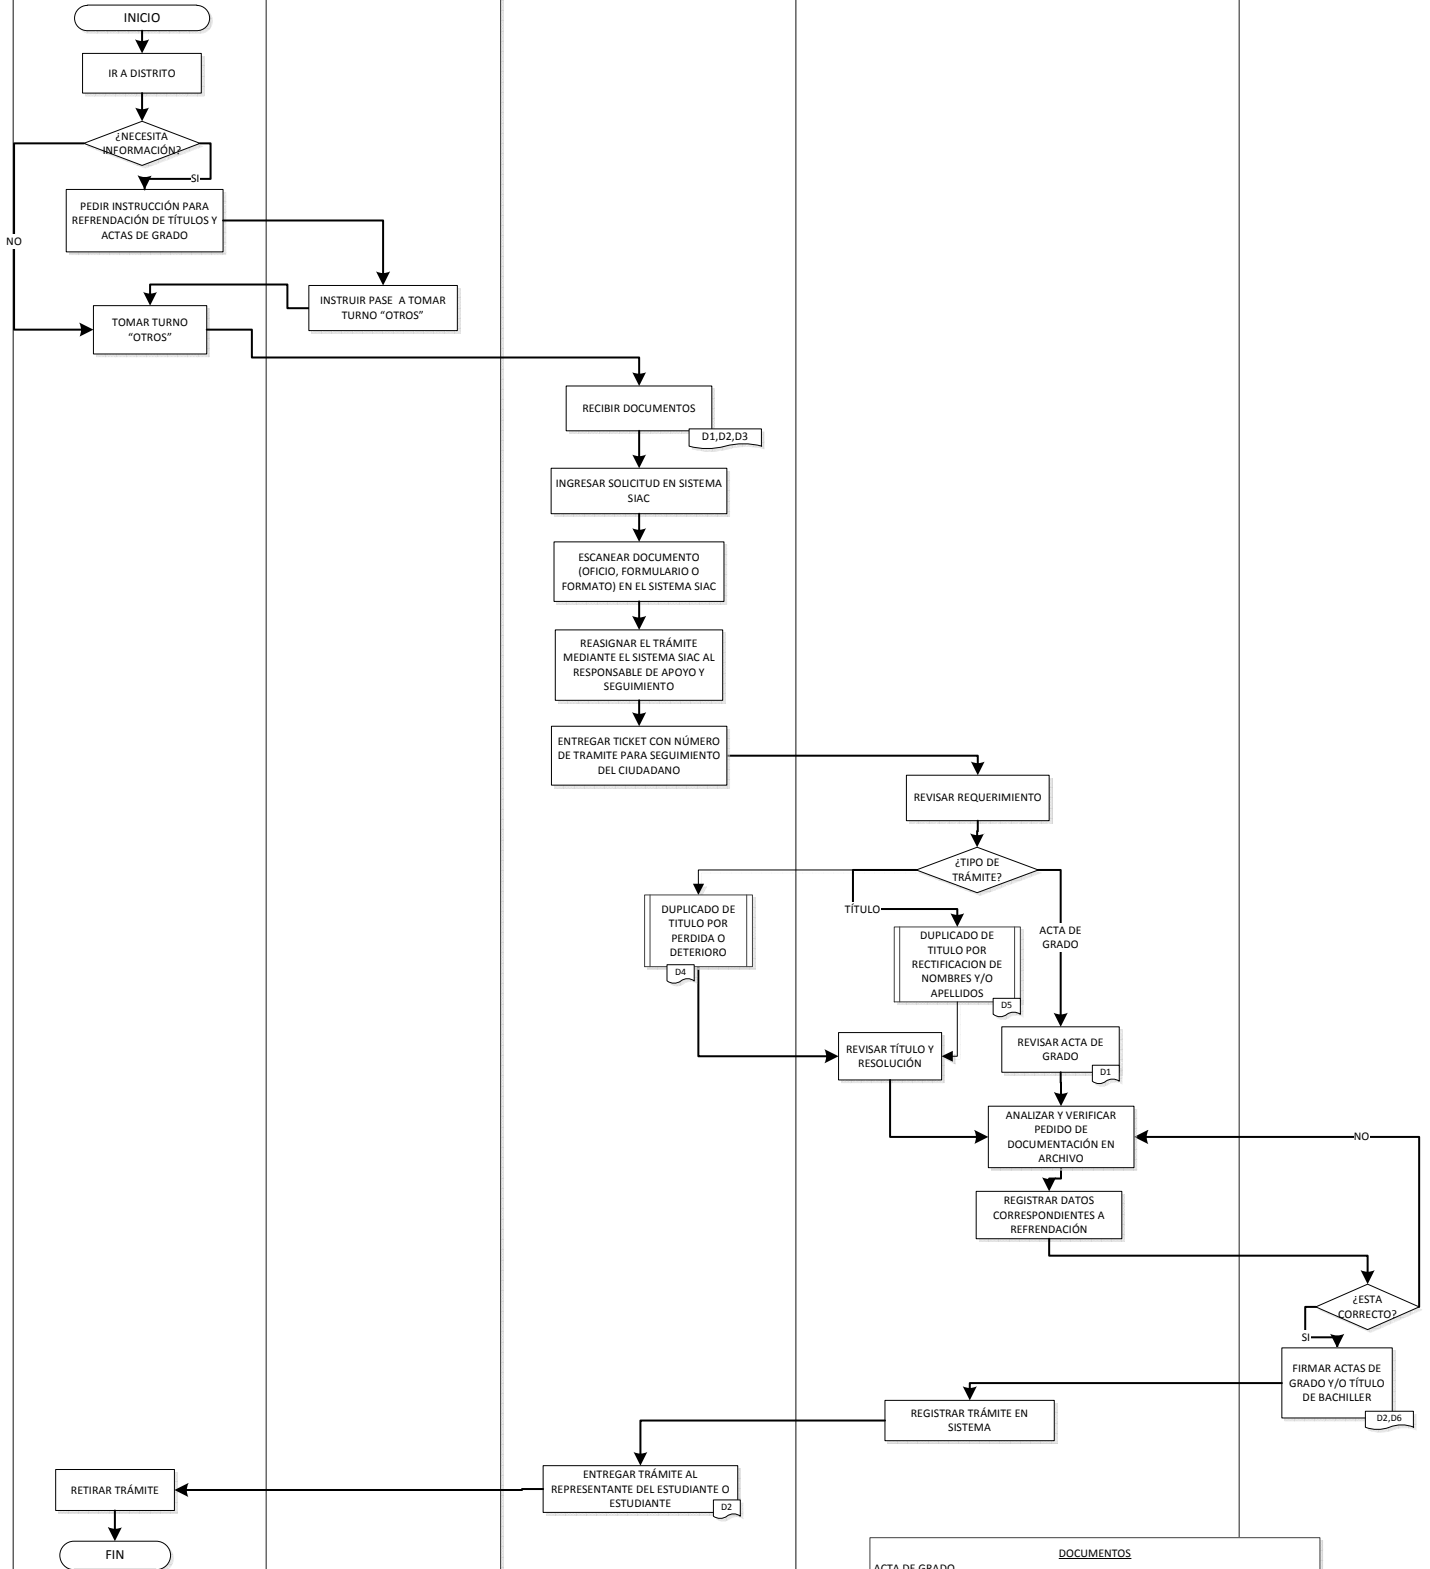 INICIO
IR A DISTRITO
¿NECESITA
INFORMACIÓN?
SI
PEDIR INSTRUCCIÓN PARA
REFRENDACIÓN DE TÍTULOS Y
ACTAS DE GRADO
NO
INSTRUIR PASE A TOMAR
TURNO “OTROS”
TOMAR TURNO
“OTROS”
RECIBIR DOCUMENTOS
D1,D2,D3
INGRESAR SOLICITUD EN SISTEMA
SIAC
ESCANEAR DOCUMENTO
(OFICIO, FORMULARIO O
FORMATO) EN EL SISTEMA SIAC
REASIGNAR EL TRÁMITE
MEDIANTE EL SISTEMA SIAC AL
RESPONSABLE DE APOYO Y
SEGUIMIENTO
ENTREGAR TICKET CON NÚMERO
DE TRAMITE PARA SEGUIMIENTO
DEL CIUDADANO
REVISAR REQUERIMIENTO
¿TIPO DE
TRÁMITE?
DUPLICADO DE
TITULO POR
PERDIDA O
DETERIORO
D4
TÍTULO
DUPLICADO DE
TITULO POR
RECTIFICACION DE
NOMBRES Y/O
APELLIDOS
D5
ACTA DE
GRADO
REVISAR TÍTULO Y
RESOLUCIÓN
REVISAR ACTA DE
GRADO
D1
ANALIZAR Y VERIFICAR
PEDIDO DE
DOCUMENTACIÓN EN
ARCHIVO
NO
REGISTRAR DATOS
CORRESPONDIENTES A
REFRENDACIÓN
¿ESTA
CORRECTO?
SI
FIRMAR ACTAS DE
GRADO Y/O TÍTULO
DE BACHILLER
D2,D6
REGISTRAR TRÁMITE EN
SISTEMA
ENTREGAR TRÁMITE AL
REPRESENTANTE DEL ESTUDIANTE O
ESTUDIANTE
D2
RETIRAR TRÁMITE
FIN
DOCUMENTOS
ACTA DE GRADO